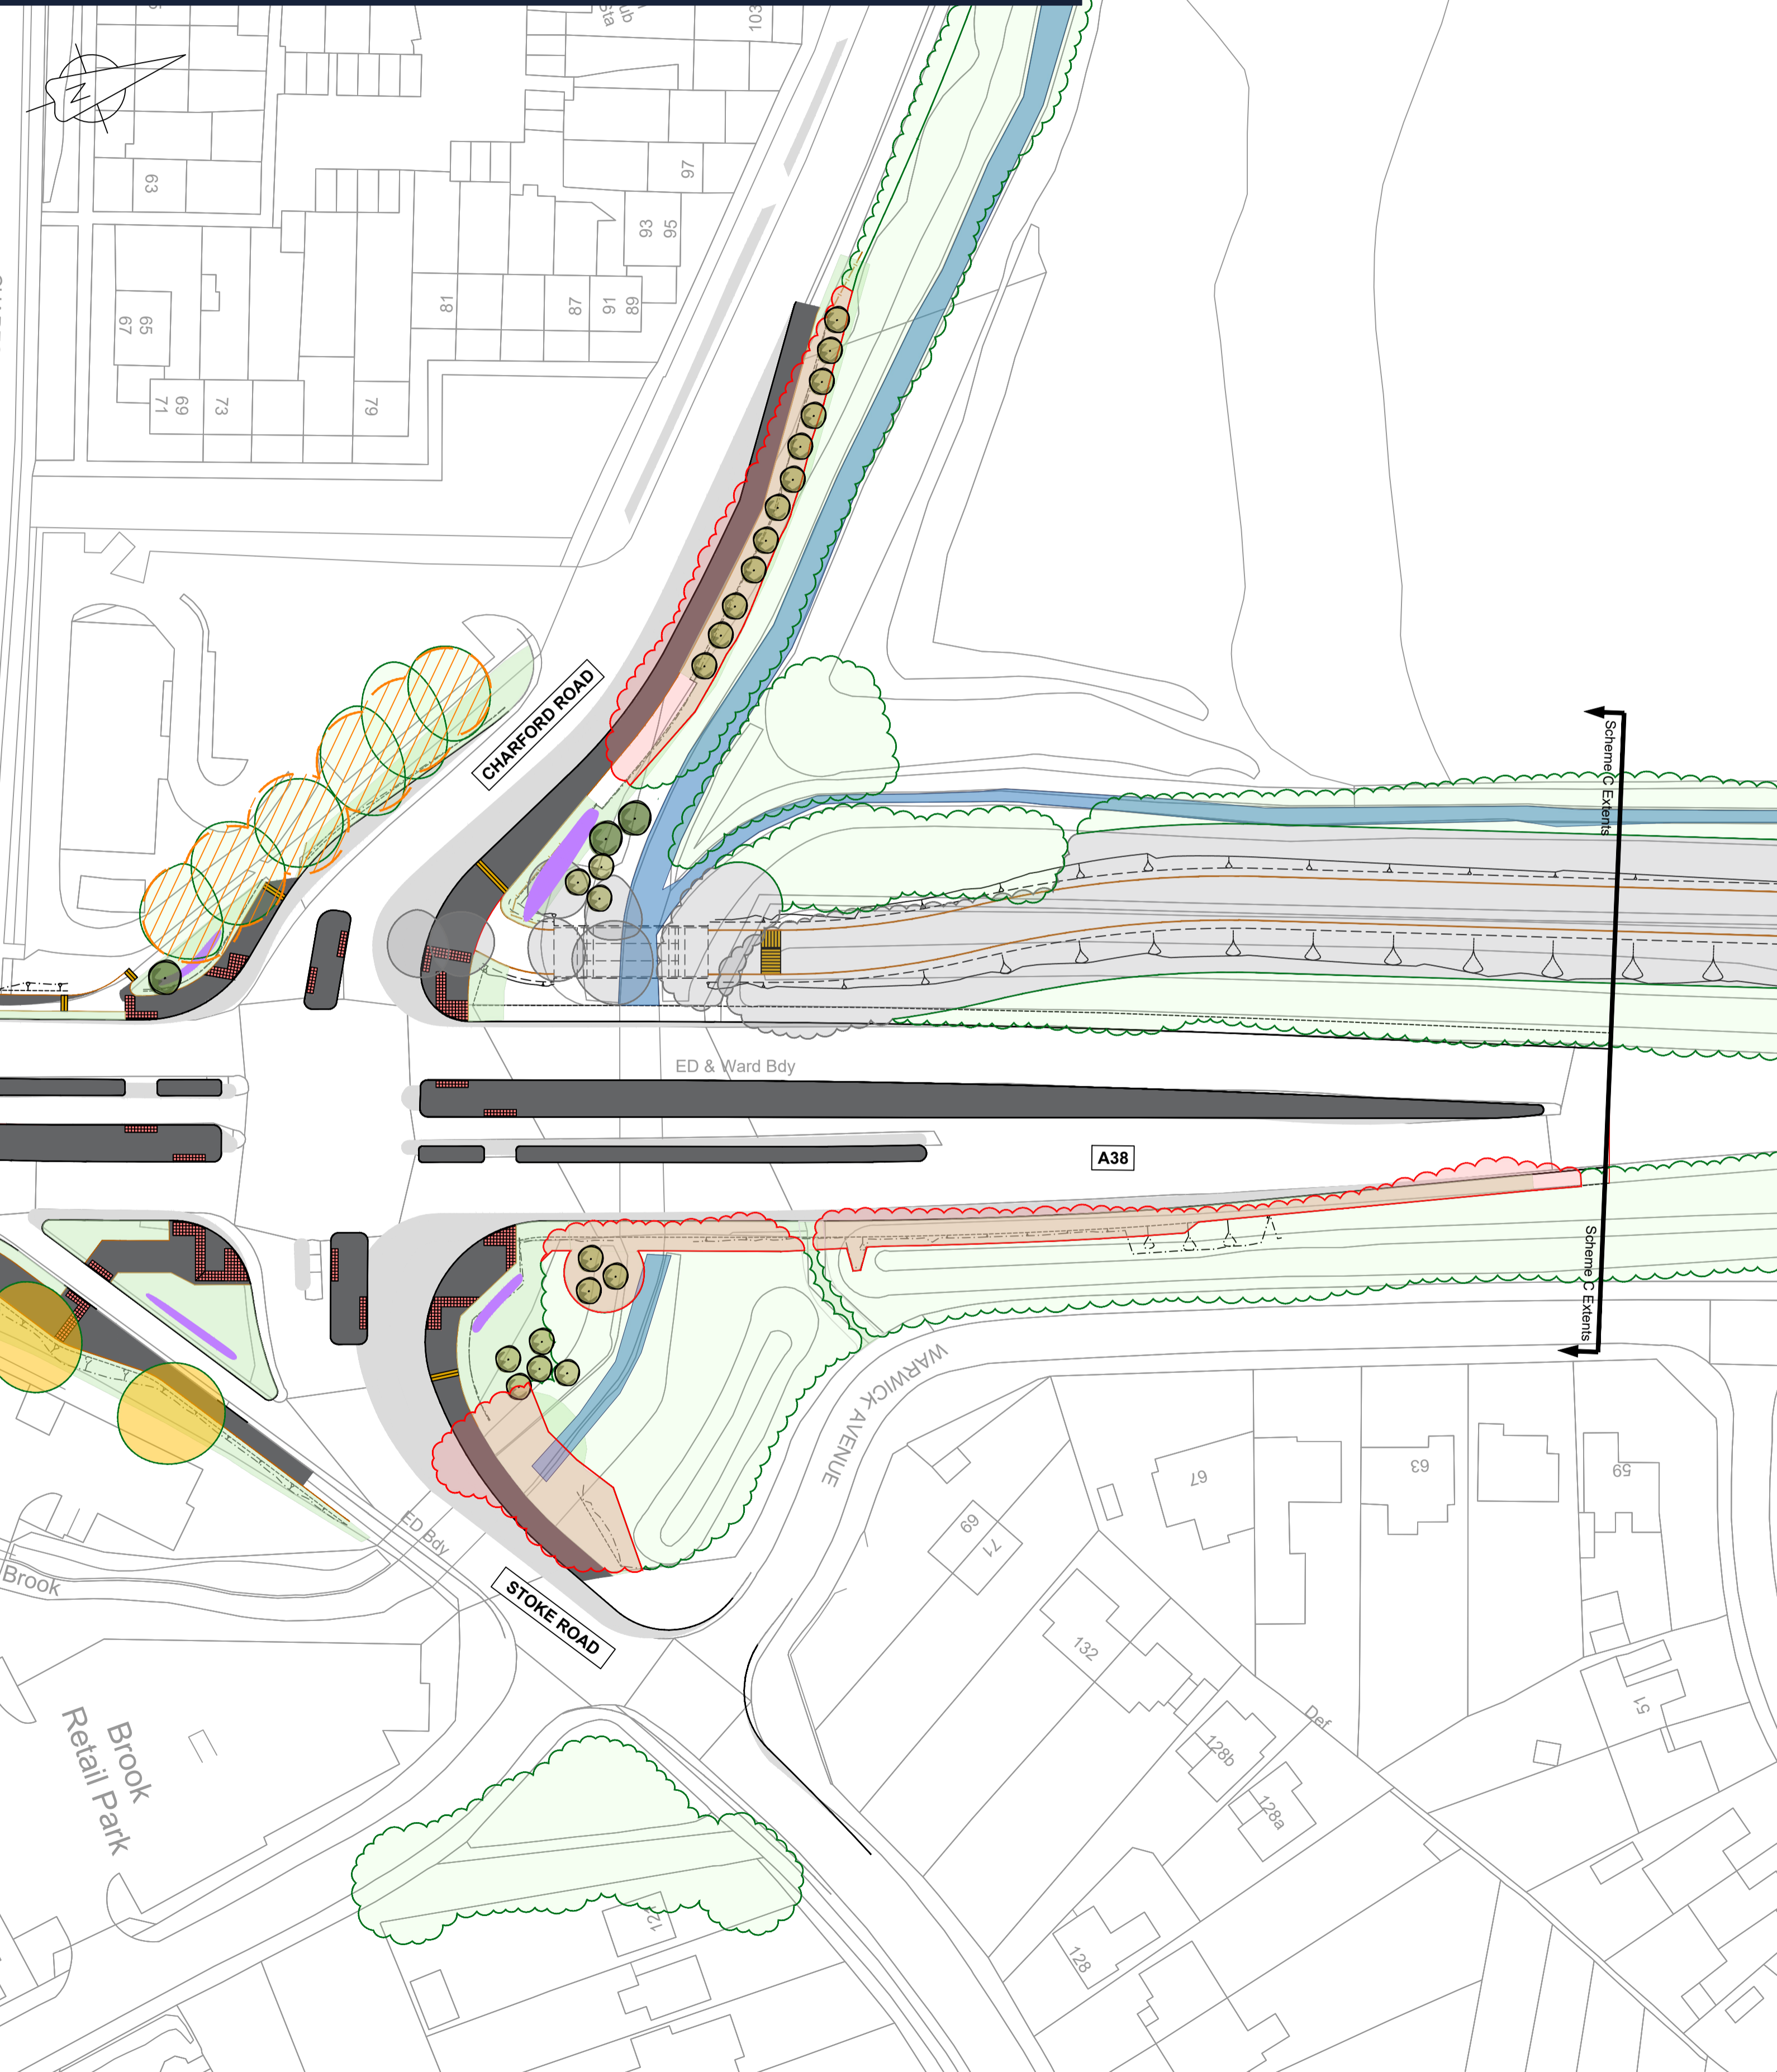 103
97
63
93
95
81
87
91
89
65
67
71
69
73
79
CHARFORD ROAD
Scheme C Extents
ED & Ward Bdy
A38
Scheme C Extents
WARWICK AVENUE
67
63
59
69
71
ED Bdy
Brook
STOKE ROAD
132
51
Def
128b
128a
Brook
Retail Park
128